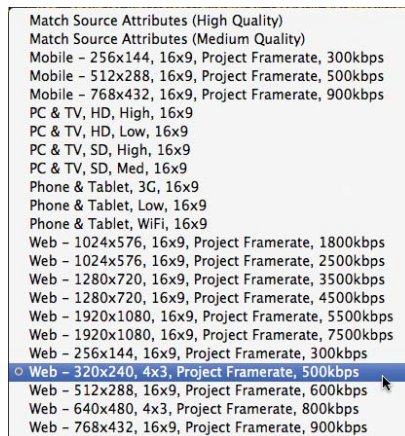 Match Source Attributes (High Quality)
Match Source Attributes (Medium Quality)
Mobile – 256x144, 16x9, Project Framerate, 300kbps
Mobile – 512x288, 16x9, Project Framerate, 500kbps
Mobile – 768x432, 16x9, Project Framerate, 900kbps
PC & TV, HD, High, 16x9
PC & TV, HD, Low, 16x9
PC & TV, SD, High, 16x9
PC & TV, SD, Med, 16x9
Phone & Tablet, 3G, 16x9
Phone & Tablet, Low, 16x9
Phone & Tablet, WiFi, 16x9
Web – 1024x576, 16x9, Project Framerate, 1800kbps
Web – 1024x576, 16x9, Project Framerate, 2500kbps
Web – 1280x720, 16x9, Project Framerate, 3500kbps
Web – 1280x720, 16x9, Project Framerate, 4500kbps
Web – 1920x1080, 16x9, Project Framerate, 5500kbps
Web – 1920x1080, 16x9, Project Framerate, 7500kbps
Web – 256x144, 16x9, Project Framerate, 300kbps
Web – 320x240, 4x3, Project Framerate, 500kbps
Web – 512x288, 16x9, Project Framerate, 600kbps
Web – 640x480, 4x3, Project Framerate, 800kbps
Web – 768x432, 16x9, Project Framerate, 900kbps